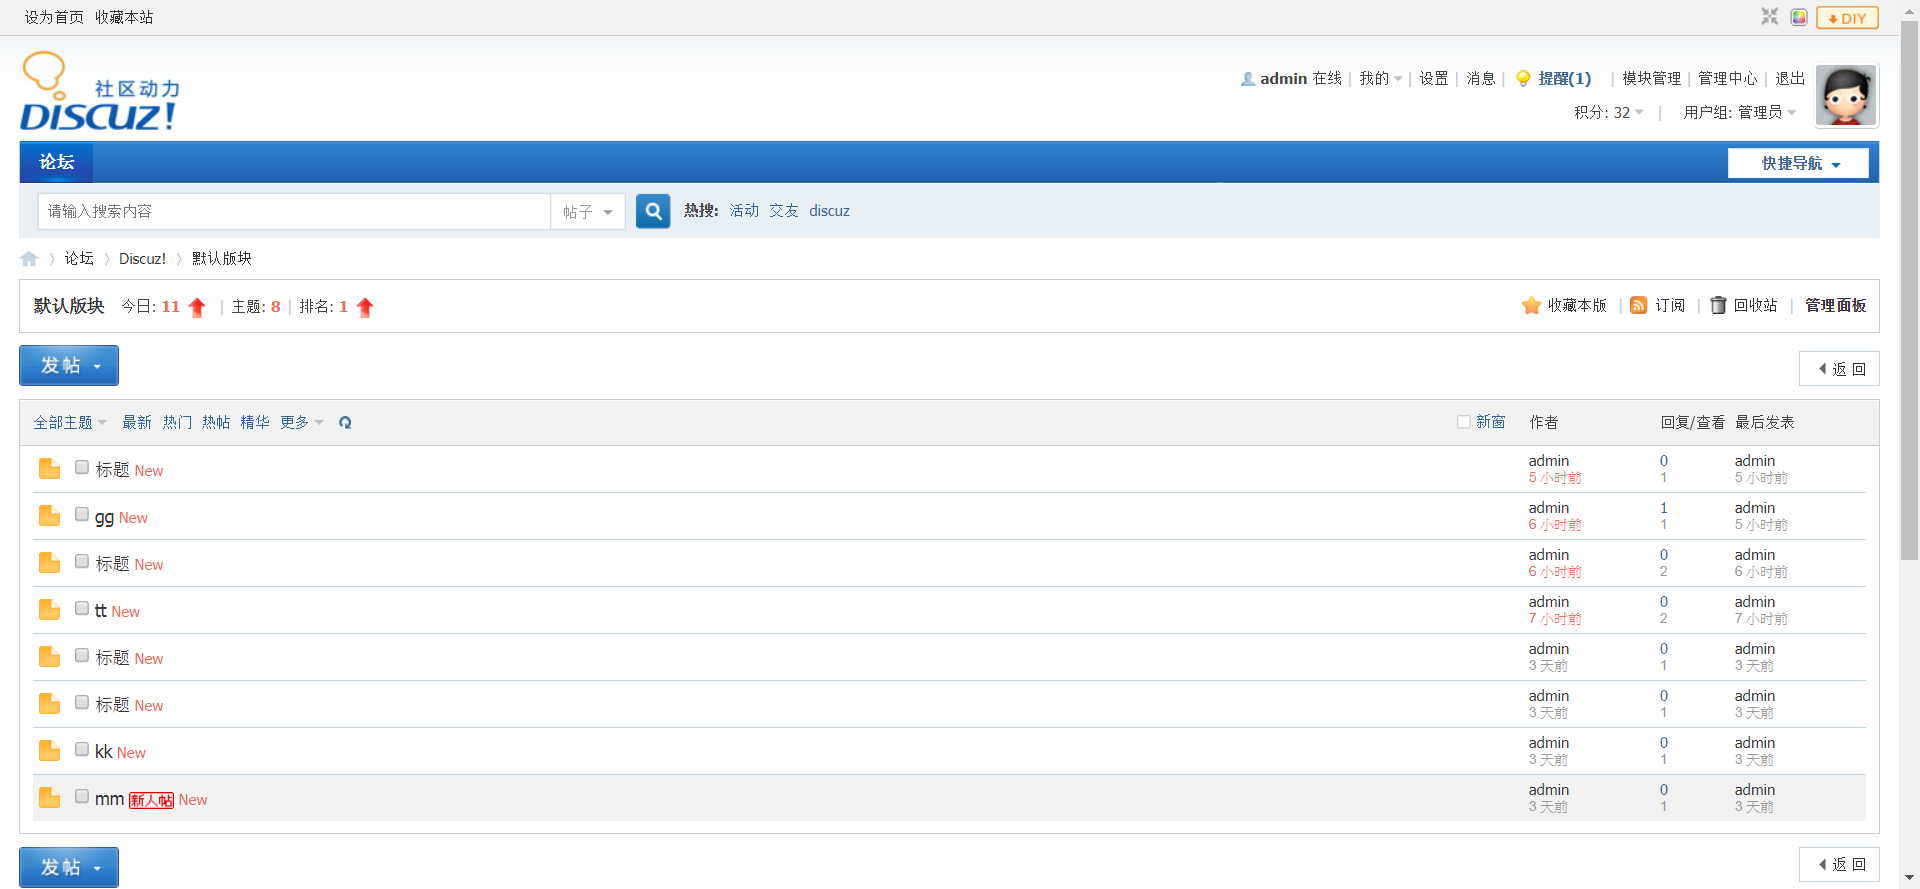 设为首页 收藏本站
DIY
社区动力
DISCUZ!
admin 在线 | 我的 | 设置 | 消息 | 提醒(1) | 模块管理 | 管理中心 | 退出
积分: 32 | 用户组: 管理员
论坛 快捷导航
请输入搜索内容 帖子 热搜: 活动 交友 discuz
论坛 Discuz! 默认版块
默认版块 今日: 11 | 主题: 8 | 排名: 1 收藏本版 | 订阅 | 回收站 | 管理面板
发帖 返回
全部主题 最新 热门 热帖 精华 更多 新窗 作者 回复/查看 最后发表
标题 New admin 0 admin
5 小时前 1 5 小时前
gg New admin 1 admin
6 小时前 1 5 小时前
标题 New admin 0 admin
6 小时前 2 6 小时前
tt New admin 0 admin
7 小时前 2 7 小时前
标题 New admin 0 admin
3 天前 1 3 天前
标题 New admin 0 admin
3 天前 1 3 天前
kk New admin 0 admin
3 天前 1 3 天前
mm 新人帖 New admin 0 admin
3 天前 1 3 天前
发帖 返回